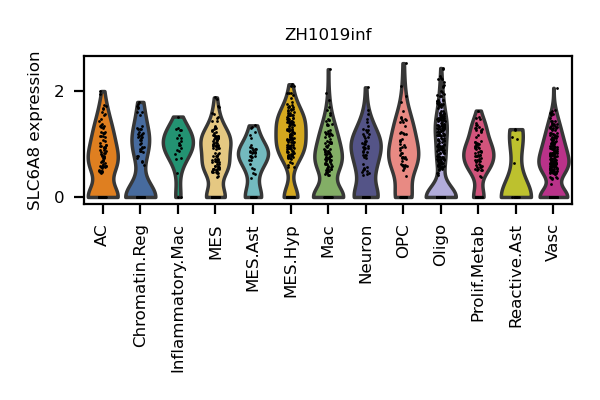 ZH1019inf
SLC6A8 expression
2
0
AC
Chromatin.Reg
Inflammatory.Mac
MES
MES.Ast
MES.Hyp
Mac
Neuron
OPC
Oligo
Prolif.Metab
Reactive.Ast
Vasc